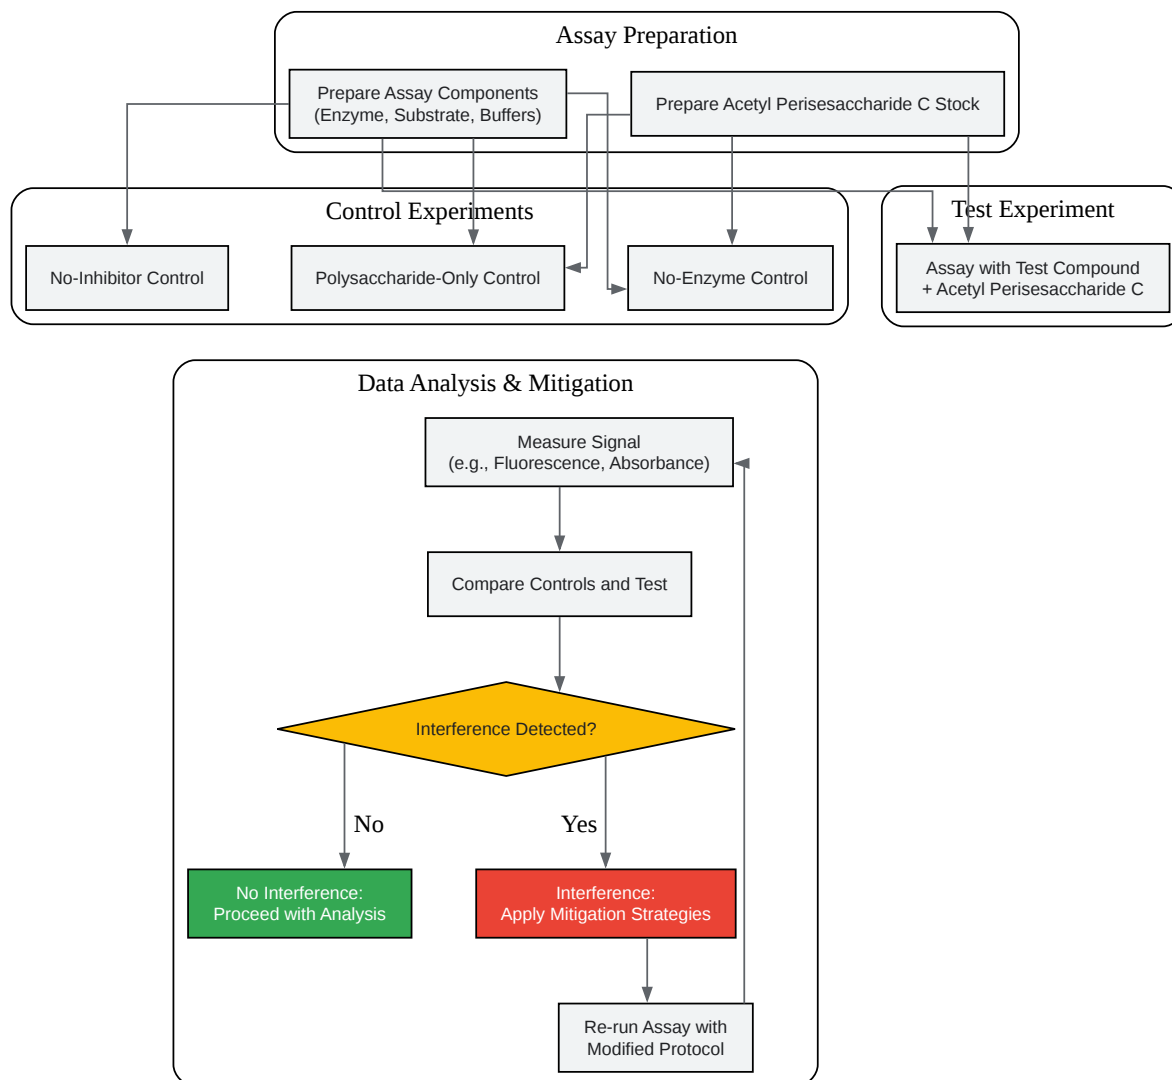 Assay Preparation
Prepare Assay Components
(Enzyme, Substrate, Buffers)
Prepare Acetyl Perisesaccharide C Stock
Control Experiments
Test Experiment
No-Inhibitor Control
Polysaccharide-Only Control
No-Enzyme Control
Assay with Test Compound
+ Acetyl Perisesaccharide C
Data Analysis & Mitigation
Measure Signal
(e.g., Fluorescence, Absorbance)
Compare Controls and Test
Interference Detected?
No
Yes
No Interference:
Proceed with Analysis
Interference:
Apply Mitigation Strategies
Re-run Assay with
Modified Protocol